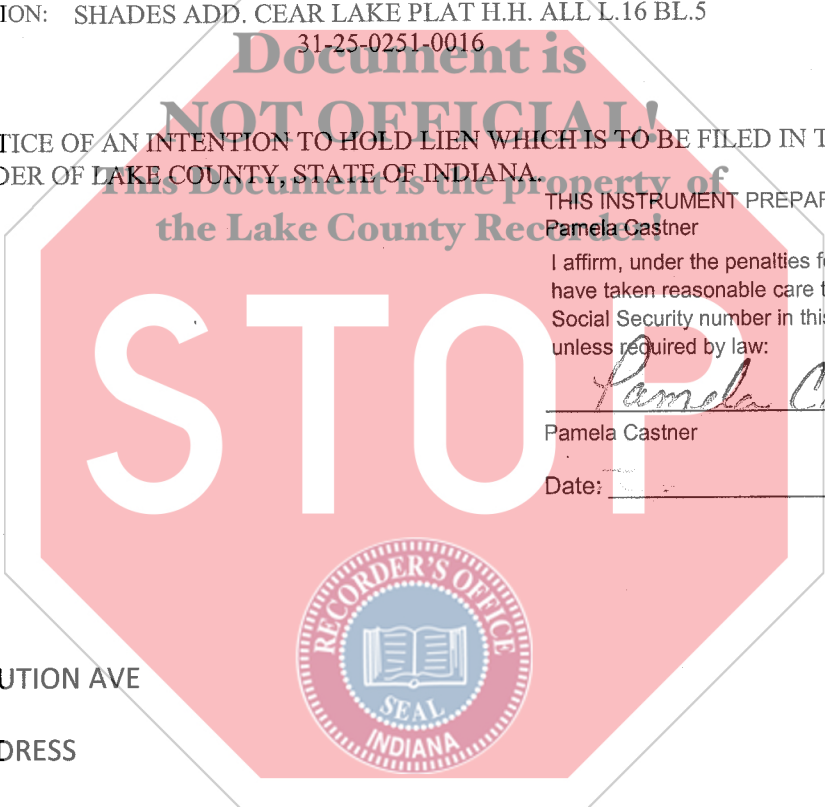 ION: SHADES ADD. CEAR LAKE PLAT H.H. ALL L.16 BL.5
31-25-0251-0016
Document is
NOT OFFICIAL!
TICE OF AN INTENTION TO HOLD LIEN WHICH IS TO BE FILED IN T
DER OF LAKE COUNTY, STATE OF INDIANA.
This Document is the property of
the Lake County Recorder!
THIS INSTRUMENT PREPAR
Pamela Castner
I affirm, under the penalties f
have taken reasonable care t
Social Security number in this
unless required by law:
Pamela C
Pamela Castner
Date:
STOP
RECORDER'S OFFICE
SEAL
INDIANA
UTION AVE
DRESS